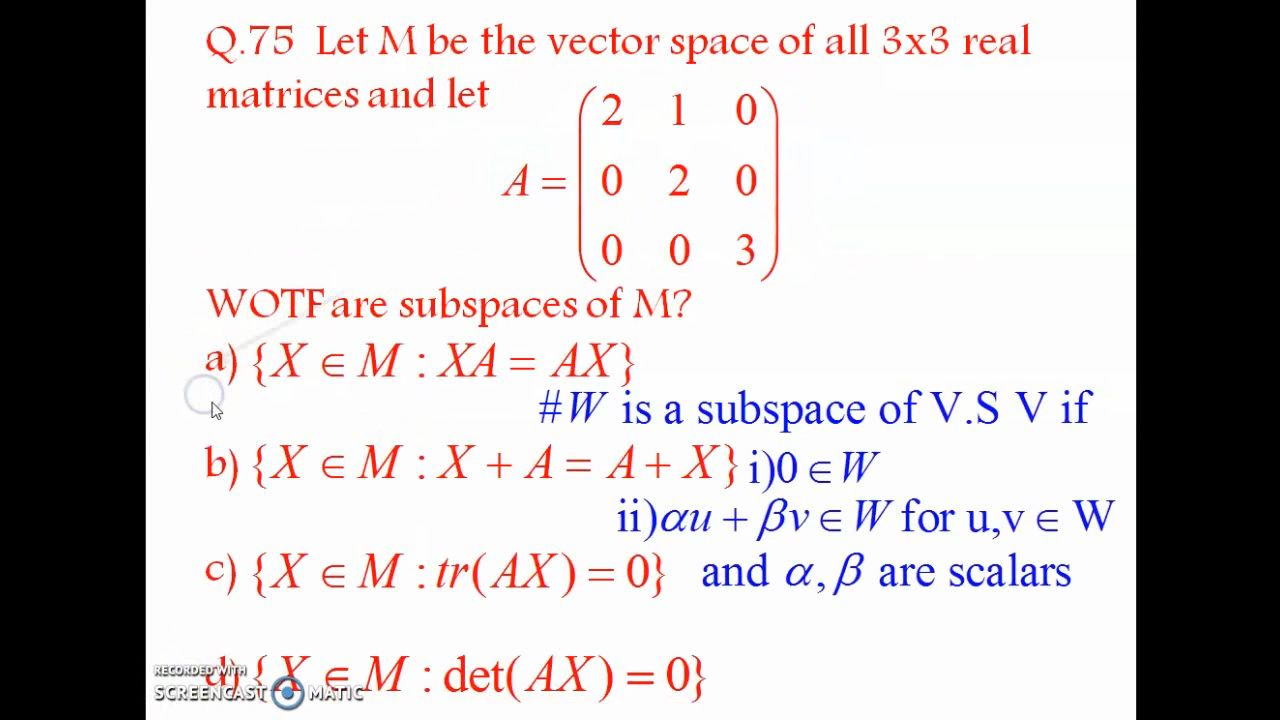 Q.75 Let M be the vector space of all 3x3 real
matrices and let
A = ( 2 1 0
0 2 0
0 0 3 )
WOTF are subspaces of M?
a) {X ∈ M : XA = AX}
#W is a subspace of V.S V if
b) {X ∈ M : X + A = A + X} i)0 ∈ W
ii)αu + βv ∈ W for u,v ∈ W
c) {X ∈ M : tr(AX) = 0} and α, β are scalars
d) {X ∈ M : det(AX) = 0}
RECORDED WITH
SCREENCAST MATIC